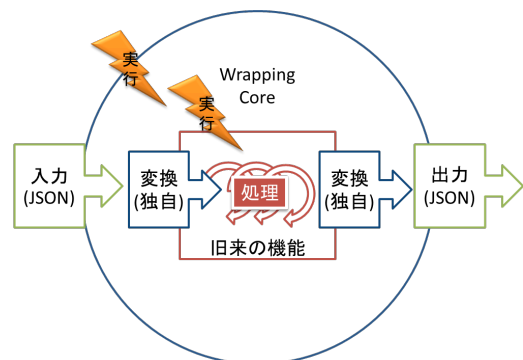 実
行
Wrapping
Core
実
行
入力
(JSON)
変換
(独自)
処理
変換
(独自)
出力
(JSON)
旧来の機能